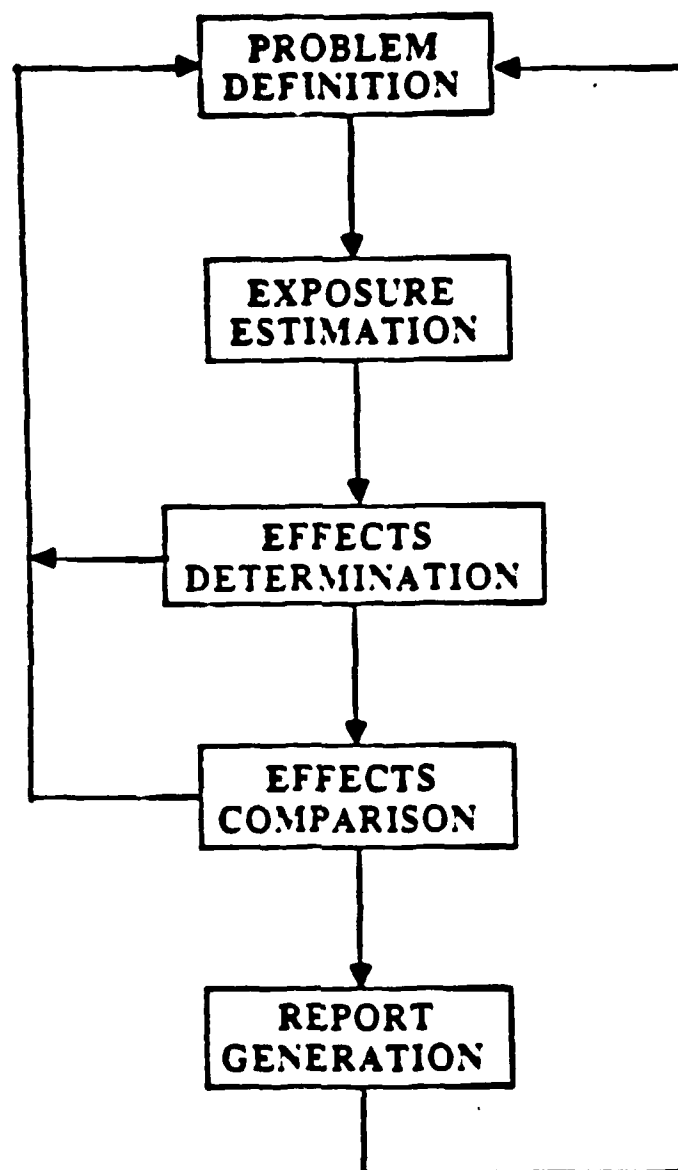 PROBLEM
DEFINITION
EXPOSURE
ESTIMATION
EFFECTS
DETERMINATION
EFFECTS
COMPARISON
REPORT
GENERATION